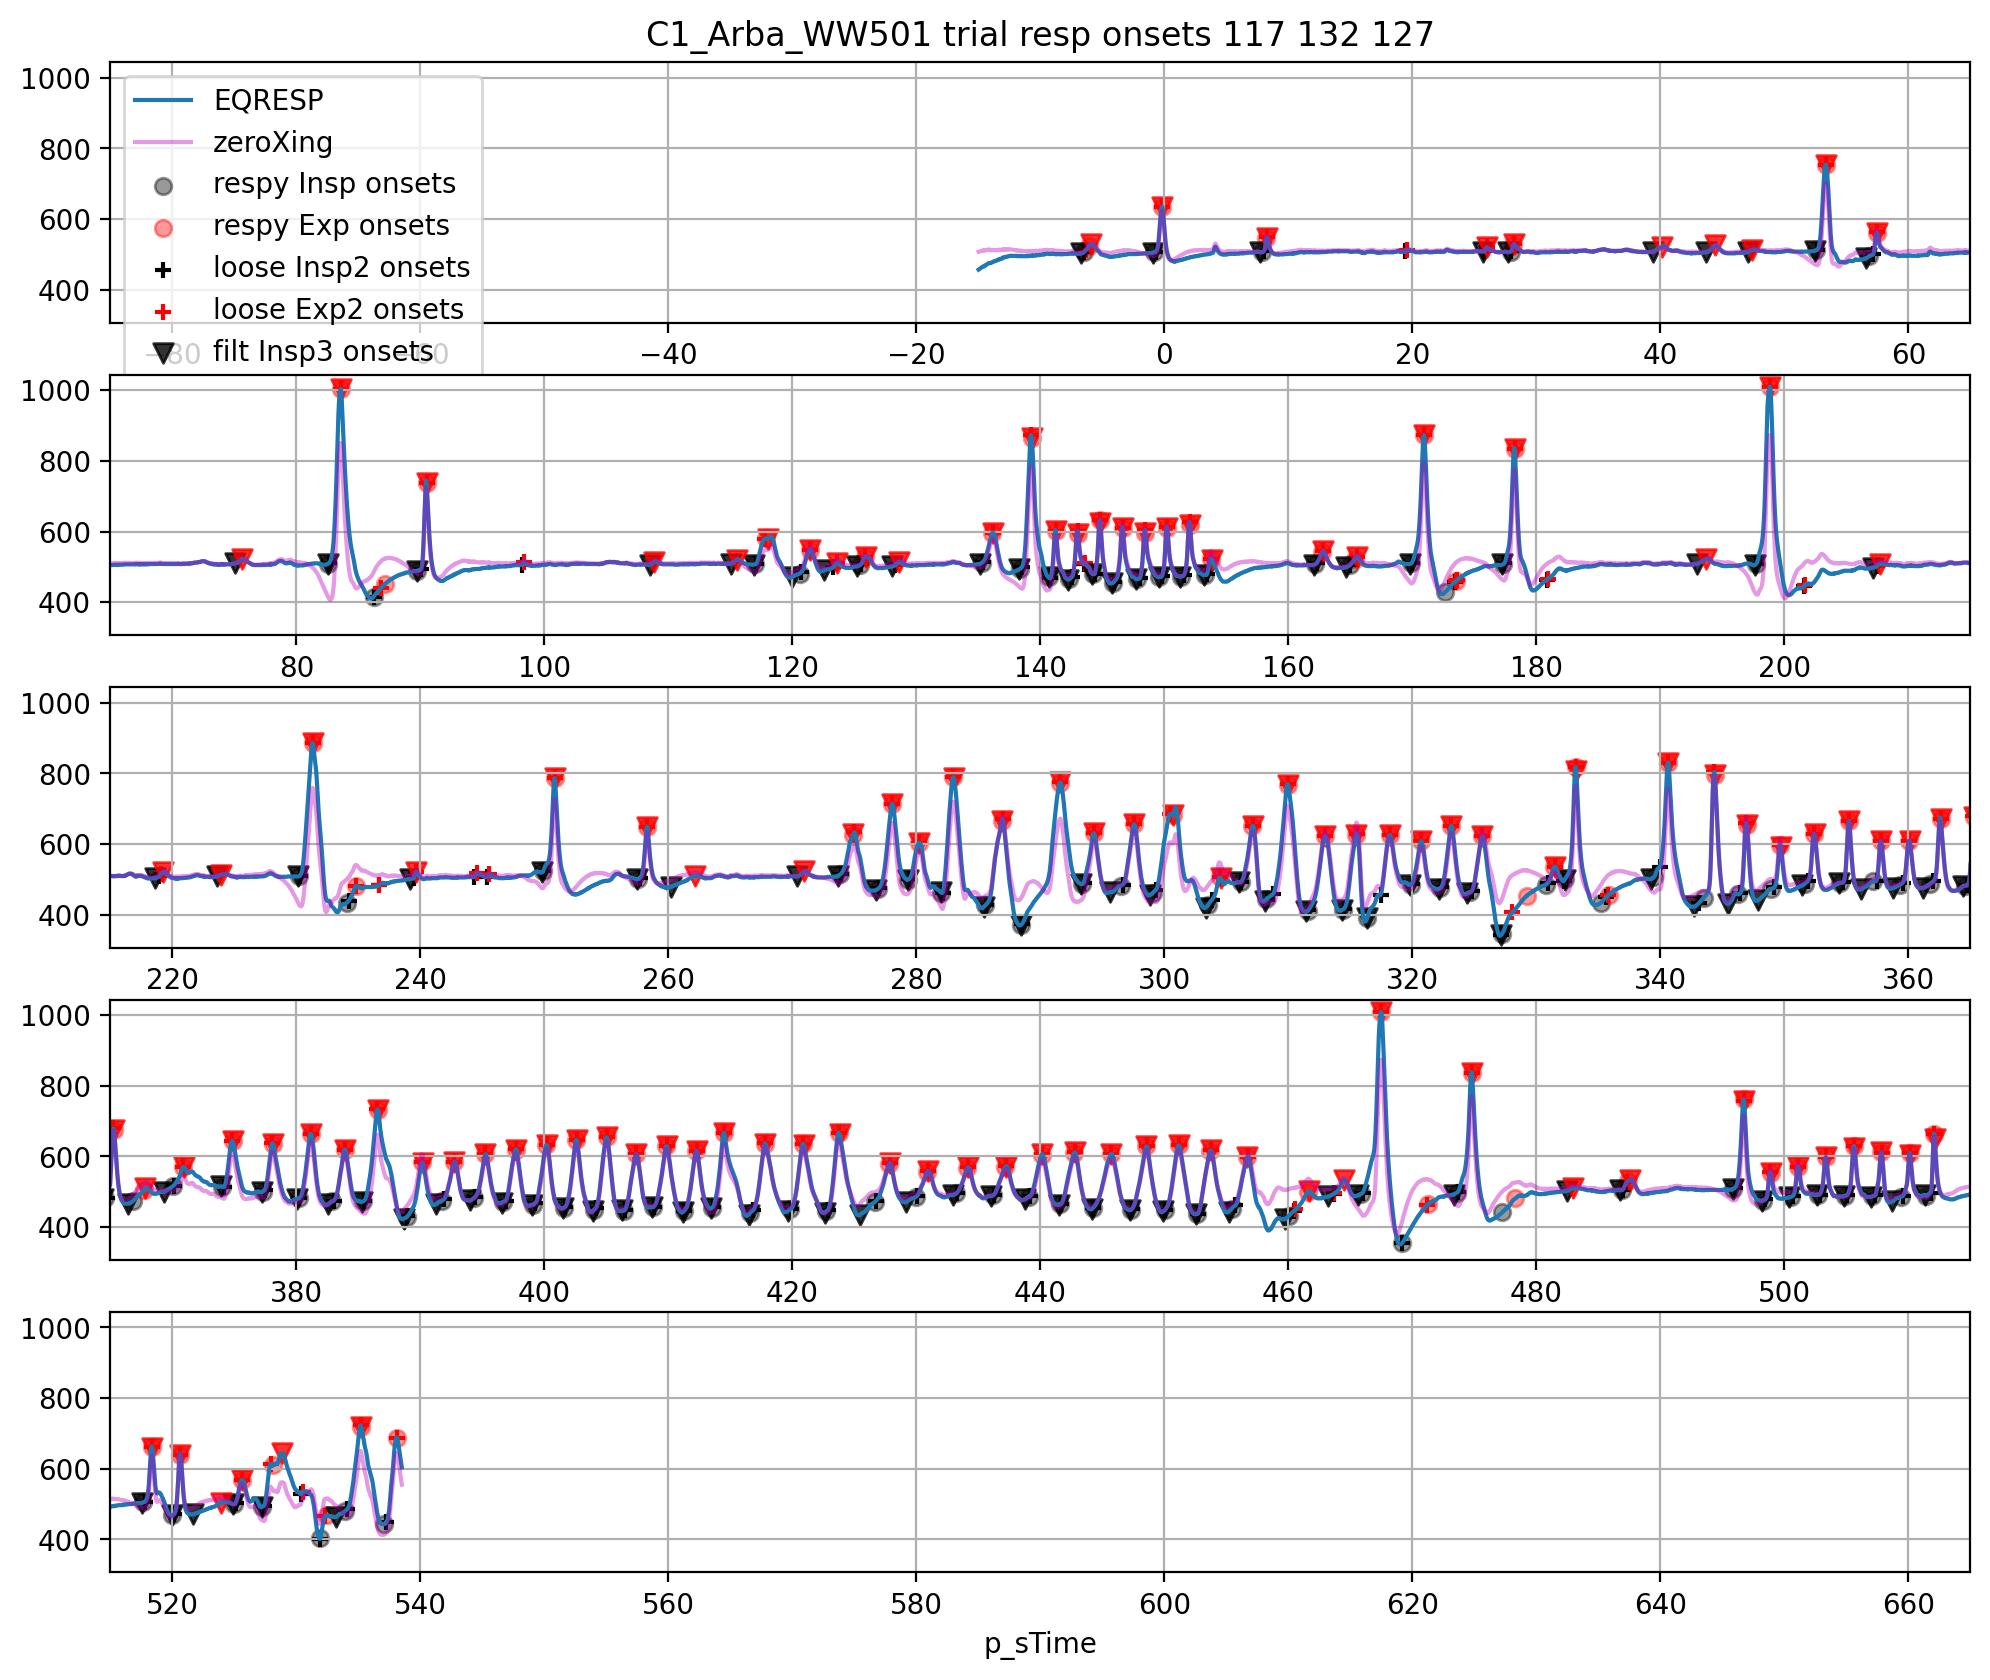 C1_Arba_WW501 trial resp onsets 117 132 127
1000
800
600
400
EQRESP
zeroXing
respy Insp onsets
respy Exp onsets
loose Insp2 onsets
loose Exp2 onsets
filt Insp3 onsets
−80 −60 −40 −20 0 20 40 60
1000
800
600
400
80 100 120 140 160 180 200
1000
800
600
400
220 240 260 280 300 320 340 360
1000
800
600
400
380 400 420 440 460 480 500
1000
800
600
400
520 540 560 580 600 620 640 660
p_sTime